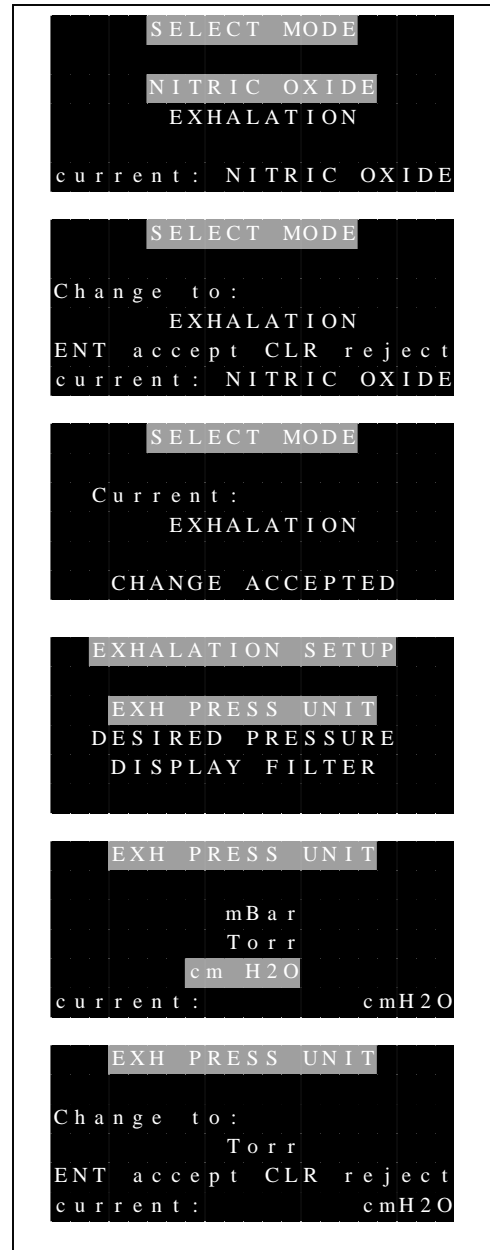 SELECT MODE
NITRIC OXIDE
EXHALATION
current: NITRIC OXIDE
SELECT MODE
Change to:
EXHALATION
ENT accept CLR reject
current: NITRIC OXIDE
SELECT MODE
Current:
EXHALATION
CHANGE ACCEPTED
EXHALATION SETUP
EXH PRESS UNIT
DESIRED PRESSURE
DISPLAY FILTER
EXH PRESS UNIT
mBar
Torr
cm H2O
current: cmH2O
EXH PRESS UNIT
Change to:
Torr
ENT accept CLR reject
current: cmH2O